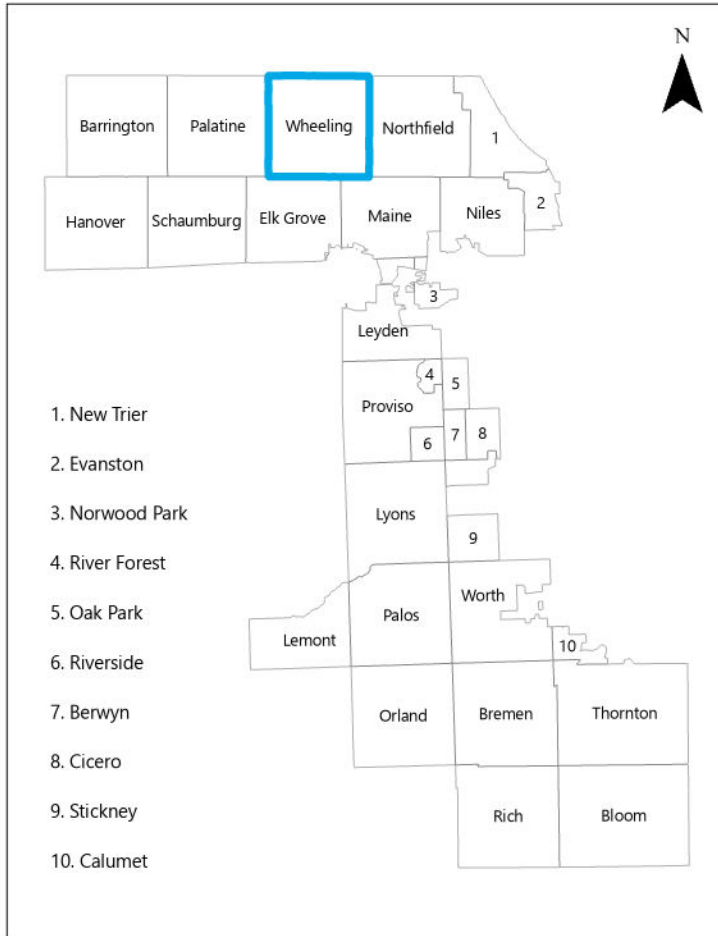 N
Barrington
Palatine
Wheeling
Northfield
1
Hanover
Schaumburg
Elk Grove
Maine
Niles
2
3
Leyden
4
5
Proviso
6
7
8
1. New Trier
2. Evanston
3. Norwood Park
4. River Forest
5. Oak Park
6. Riverside
7. Berwyn
8. Cicero
9. Stickney
10. Calumet
Lyons
9
Worth
Palos
Lemont
10
Orland
Bremen
Thornton
Rich
Bloom